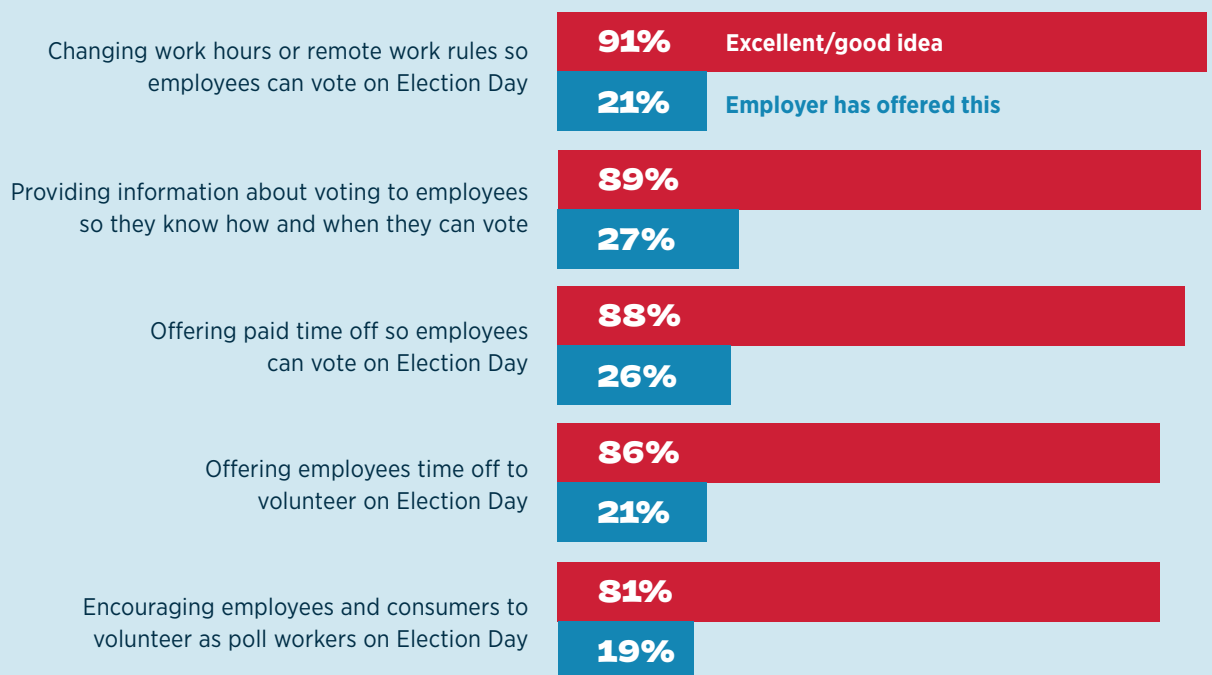 Changing work hours or remote work rules so
employees can vote on Election Day
91% Excellent/good idea
21% Employer has offered this
Providing information about voting to employees
so they know how and when they can vote
89%
27%
Offering paid time off so employees
can vote on Election Day
88%
26%
Offering employees time off to
volunteer on Election Day
86%
21%
Encouraging employees and consumers to
volunteer as poll workers on Election Day
81%
19%